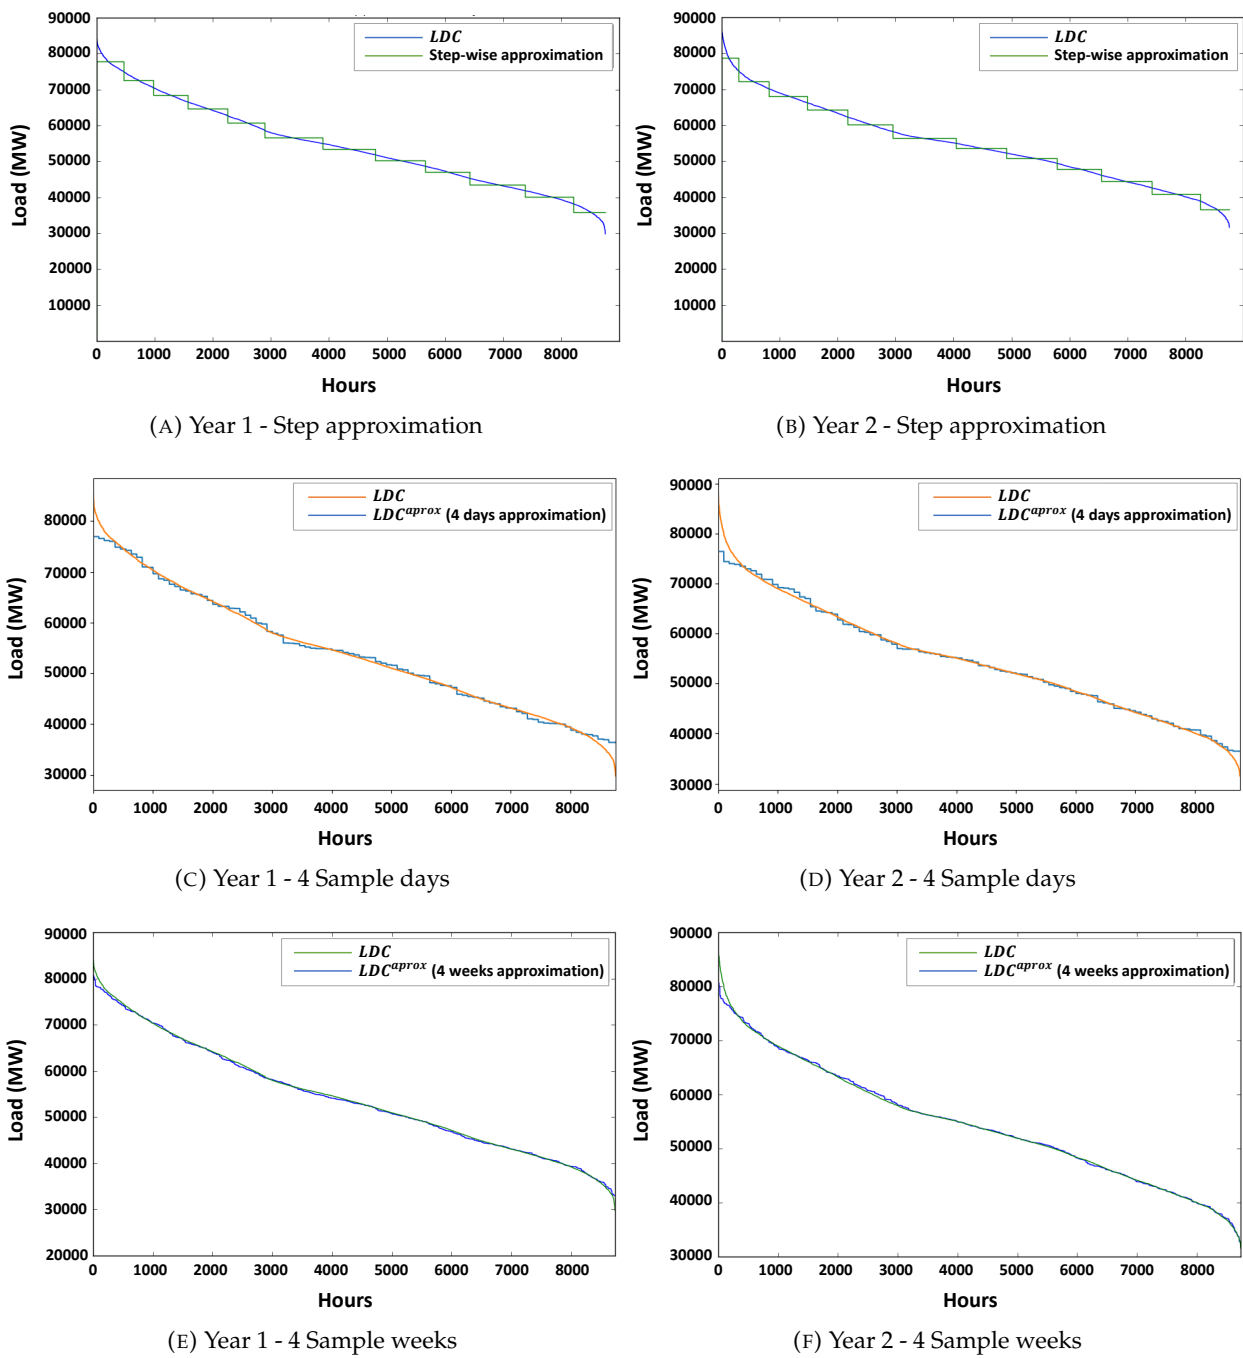 90000
80000
70000
60000
50000
40000
30000
20000
10000
Load (MW)
LDC
Step-wise approximation
0 1000 2000 3000 4000 5000 6000 7000 8000
Hours
(A) Year 1 - Step approximation
90000
80000
70000
60000
50000
40000
30000
20000
10000
Load (MW)
LDC
Step-wise approximation
0 1000 2000 3000 4000 5000 6000 7000 8000
Hours
(B) Year 2 - Step approximation
80000
70000
60000
50000
40000
30000
Load (MW)
LDC
LDC^aprox (4 days approximation)
0 1000 2000 3000 4000 5000 6000 7000 8000
Hours
(C) Year 1 - 4 Sample days
90000
80000
70000
60000
50000
40000
30000
Load (MW)
LDC
LDC^aprox (4 days approximation)
0 1000 2000 3000 4000 5000 6000 7000 8000
Hours
(D) Year 2 - 4 Sample days
90000
80000
70000
60000
50000
40000
30000
20000
Load (MW)
LDC
LDC^aprox (4 weeks approximation)
0 1000 2000 3000 4000 5000 6000 7000 8000
Hours
(E) Year 1 - 4 Sample weeks
90000
80000
70000
60000
50000
40000
30000
Load (MW)
LDC
LDC^aprox (4 weeks approximation)
0 1000 2000 3000 4000 5000 6000 7000 8000
Hours
(F) Year 2 - 4 Sample weeks